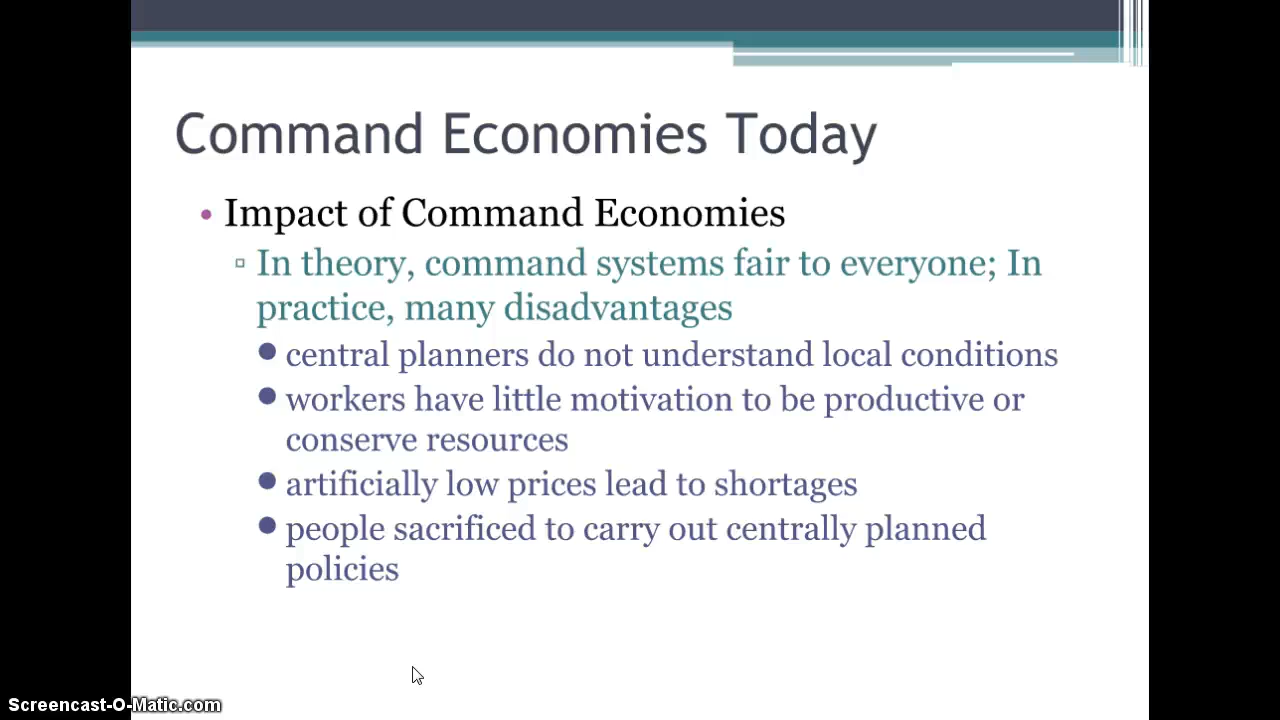 Command Economies Today
• Impact of Command Economies
▫ In theory, command systems fair to everyone; In
practice, many disadvantages
● central planners do not understand local conditions
● workers have little motivation to be productive or
conserve resources
● artificially low prices lead to shortages
● people sacrificed to carry out centrally planned
policies
Screencast-O-Matic.com